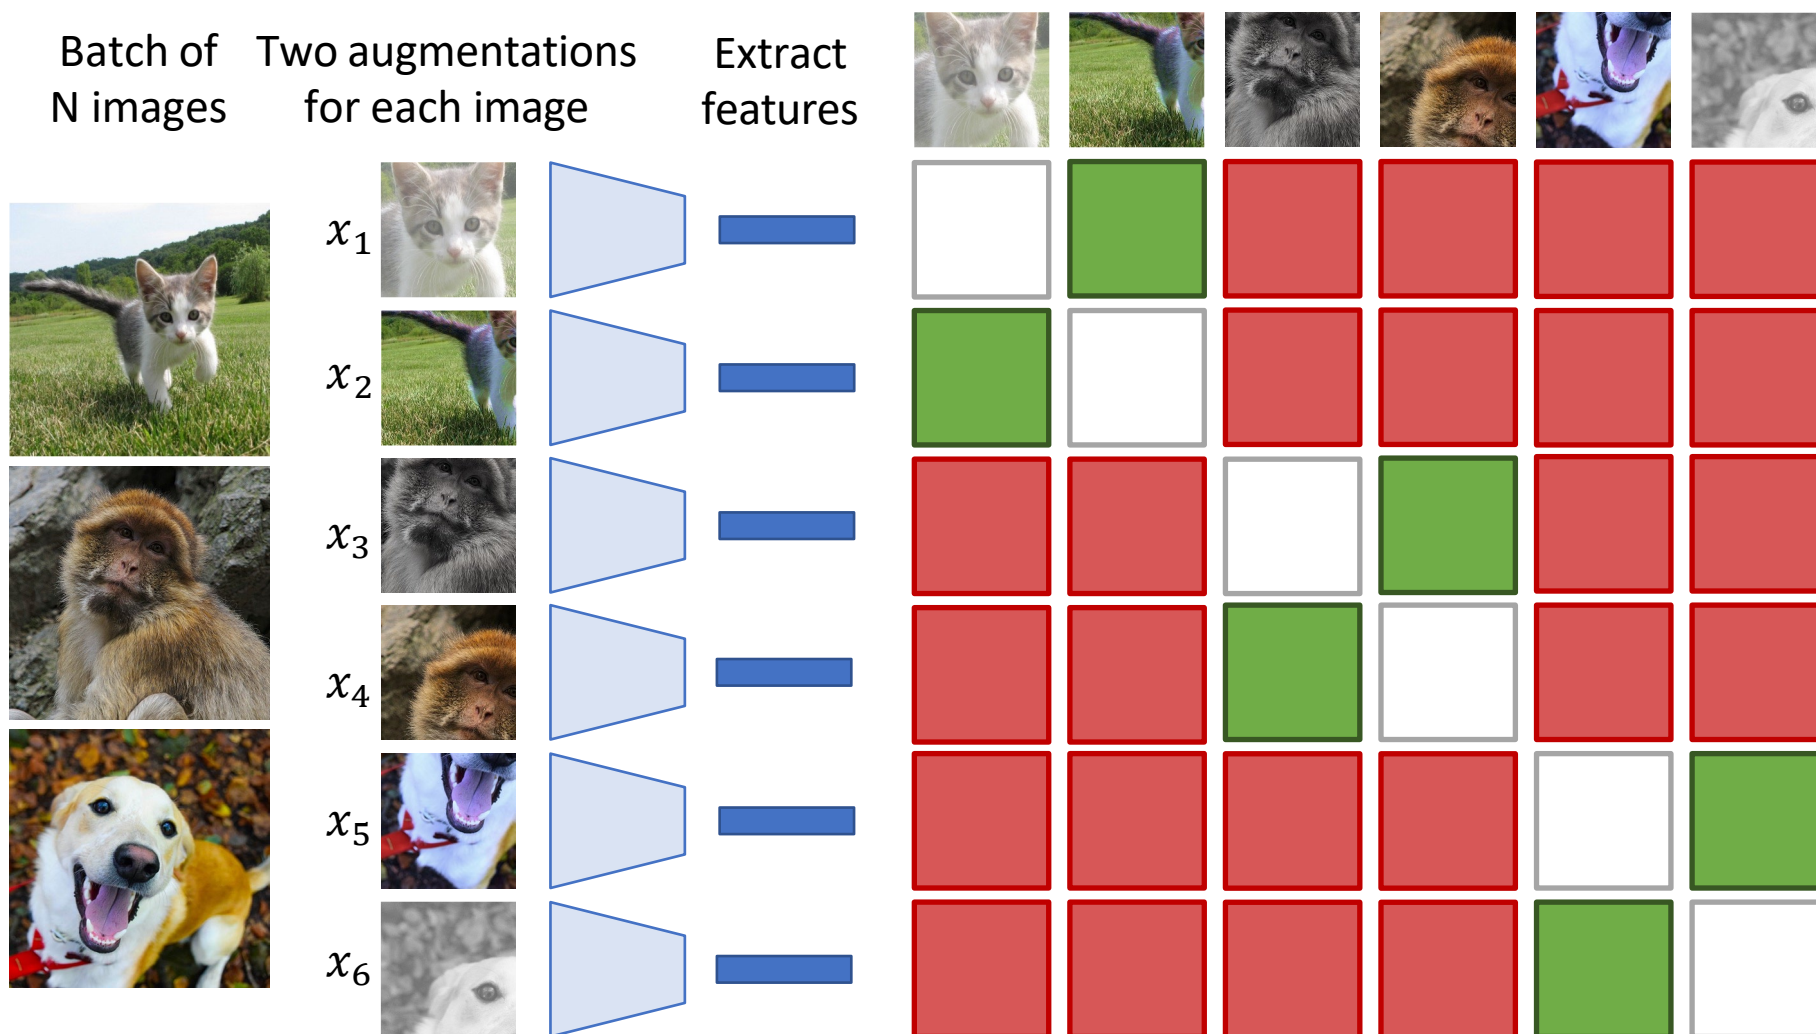 Batch of
N images
Two augmentations
for each image
Extract
features
x₁
x₂
x₃
x₄
x₅
x₆